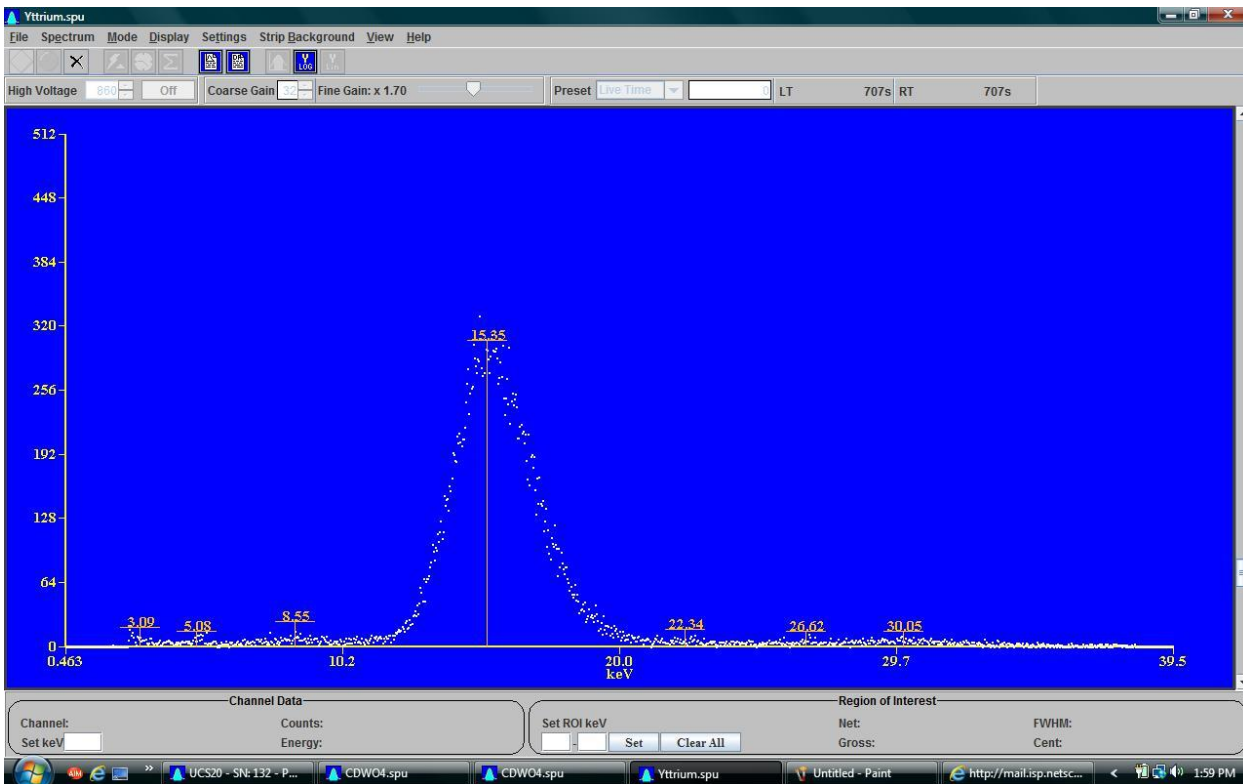 Yttrium.spu
File Spectrum Mode Display Settings Strip Background View Help
Y LOG
High Voltage 860 Off Coarse Gain 32 Fine Gain: x 1.70 Preset Live Time 0 LT 707s RT 707s
512
448
384
320
15.35
256
192
128
64
3.09 5.08 8.55 22.34 26.62 30.05
0
0.463 10.2 20.0 29.7 39.5
keV
Channel Data Region of Interest
Channel: Counts: Set ROI keV Net: FWHM:
Set keV Energy: - Set Clear All Gross: Cent:
AIM » UCS20 - SN: 132 - P... CDWO4.spu CDWO4.spu Yttrium.spu Untitled - Paint http://mail.isp.netsc... < 1:59 PM